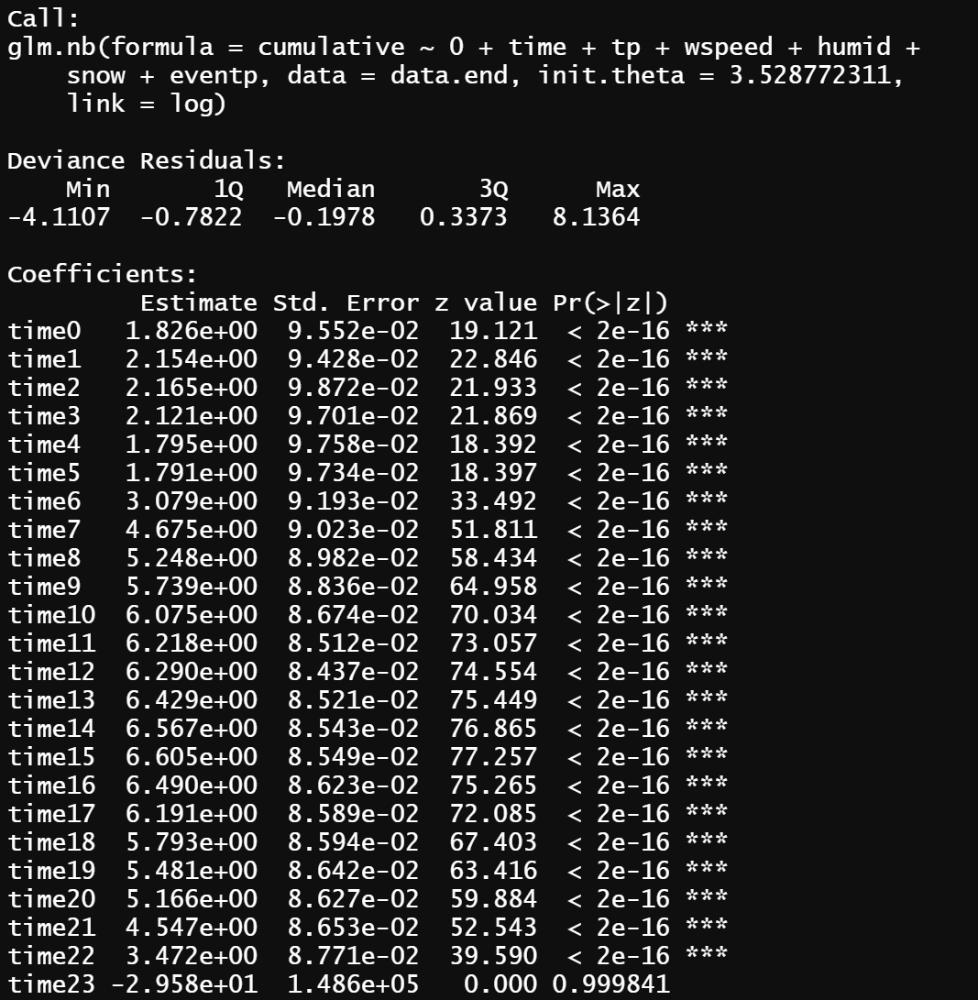 Call:
glm.nb(formula = cumulative ~ 0 + time + tp + wspeed + humid +
    snow + eventp, data = data.end, init.theta = 3.528772311,
    link = log)

Deviance Residuals:
    Min       1Q   Median       3Q      Max
-4.1107  -0.7822  -0.1978   0.3373   8.1364

Coefficients:
         Estimate Std. Error z value Pr(>|z|)
time0   1.826e+00  9.552e-02  19.121  < 2e-16 ***
time1   2.154e+00  9.428e-02  22.846  < 2e-16 ***
time2   2.165e+00  9.872e-02  21.933  < 2e-16 ***
time3   2.121e+00  9.701e-02  21.869  < 2e-16 ***
time4   1.795e+00  9.758e-02  18.392  < 2e-16 ***
time5   1.791e+00  9.734e-02  18.397  < 2e-16 ***
time6   3.079e+00  9.193e-02  33.492  < 2e-16 ***
time7   4.675e+00  9.023e-02  51.811  < 2e-16 ***
time8   5.248e+00  8.982e-02  58.434  < 2e-16 ***
time9   5.739e+00  8.836e-02  64.958  < 2e-16 ***
time10  6.075e+00  8.674e-02  70.034  < 2e-16 ***
time11  6.218e+00  8.512e-02  73.057  < 2e-16 ***
time12  6.290e+00  8.437e-02  74.554  < 2e-16 ***
time13  6.429e+00  8.521e-02  75.449  < 2e-16 ***
time14  6.567e+00  8.543e-02  76.865  < 2e-16 ***
time15  6.605e+00  8.549e-02  77.257  < 2e-16 ***
time16  6.490e+00  8.623e-02  75.265  < 2e-16 ***
time17  6.191e+00  8.589e-02  72.085  < 2e-16 ***
time18  5.793e+00  8.594e-02  67.403  < 2e-16 ***
time19  5.481e+00  8.642e-02  63.416  < 2e-16 ***
time20  5.166e+00  8.627e-02  59.884  < 2e-16 ***
time21  4.547e+00  8.653e-02  52.543  < 2e-16 ***
time22  3.472e+00  8.771e-02  39.590  < 2e-16 ***
time23 -2.958e+01  1.486e+05   0.000 0.999841